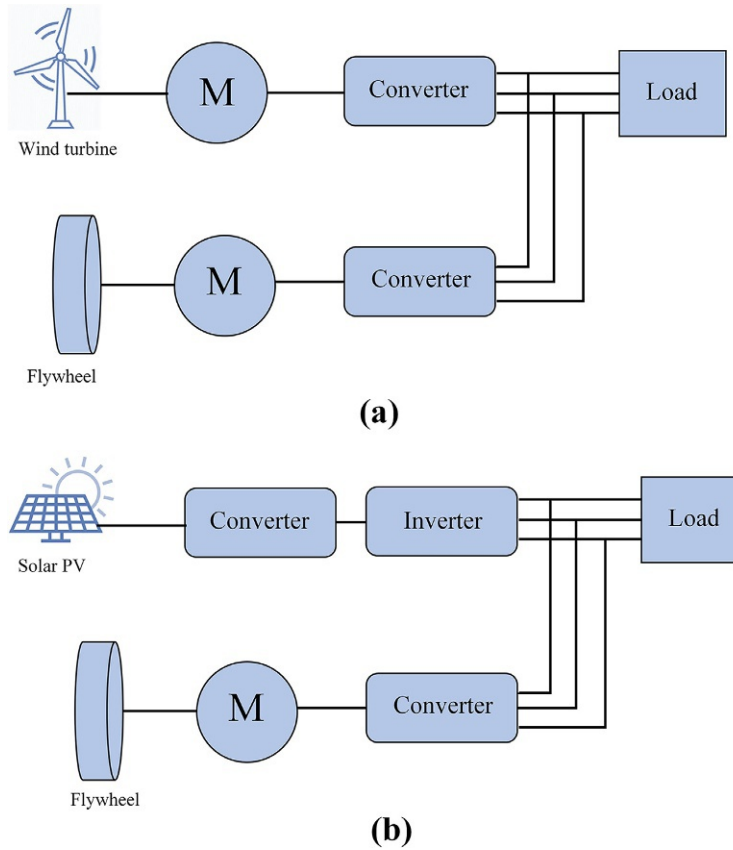 M
Converter
Load
Wind turbine
M
Converter
Flywheel
(a)
Converter
Inverter
Load
Solar PV
M
Converter
Flywheel
(b)